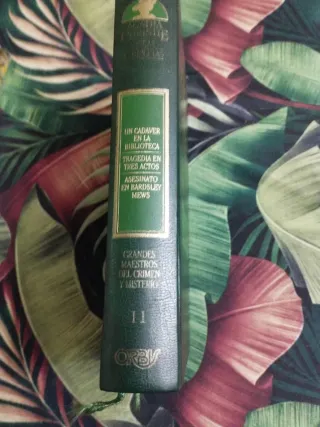 UN CADAVER
EN LA
BIBLIOTECA
TRAGEDIA EN
TRES ACTOS
ASESINATO
EN BARDSLEY
MEWS
GRANDES
MAESTROS
DEL CRIMEN
Y MISTERIO
11
ORBIS